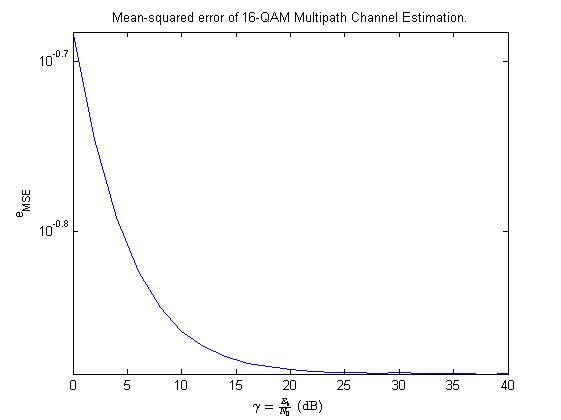 Mean-squared error of 16-QAM Multipath Channel Estimation.
10^-0.7
10^-0.8
e_MSE
0 5 10 15 20 25 30 35 40
γ = E_b/N_0 (dB)